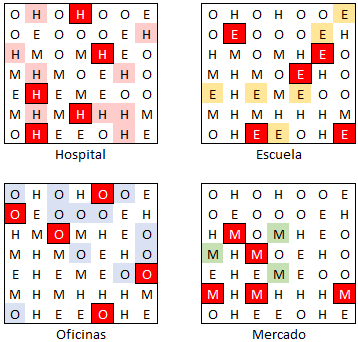 O H O H O O E
O E O O O E H
H M O M H E O
M H M O E H O
E H E M E O O
M H M H H H M
O H E E O H E
Hospital
O H O H O O E
O E O O O E H
H M O M H E O
M H M O E H O
E H E M E O O
M H M H H H M
O H E E O H E
Escuela
O H O H O O E
O E O O O E H
H M O M H E O
M H M O E H O
E H E M E O O
M H M H H H M
O H E E O H E
Oficinas
O H O H O O E
O E O O O E H
H M O M H E O
M H M O E H O
E H E M E O O
M H M H H H M
O H E E O H E
Mercado